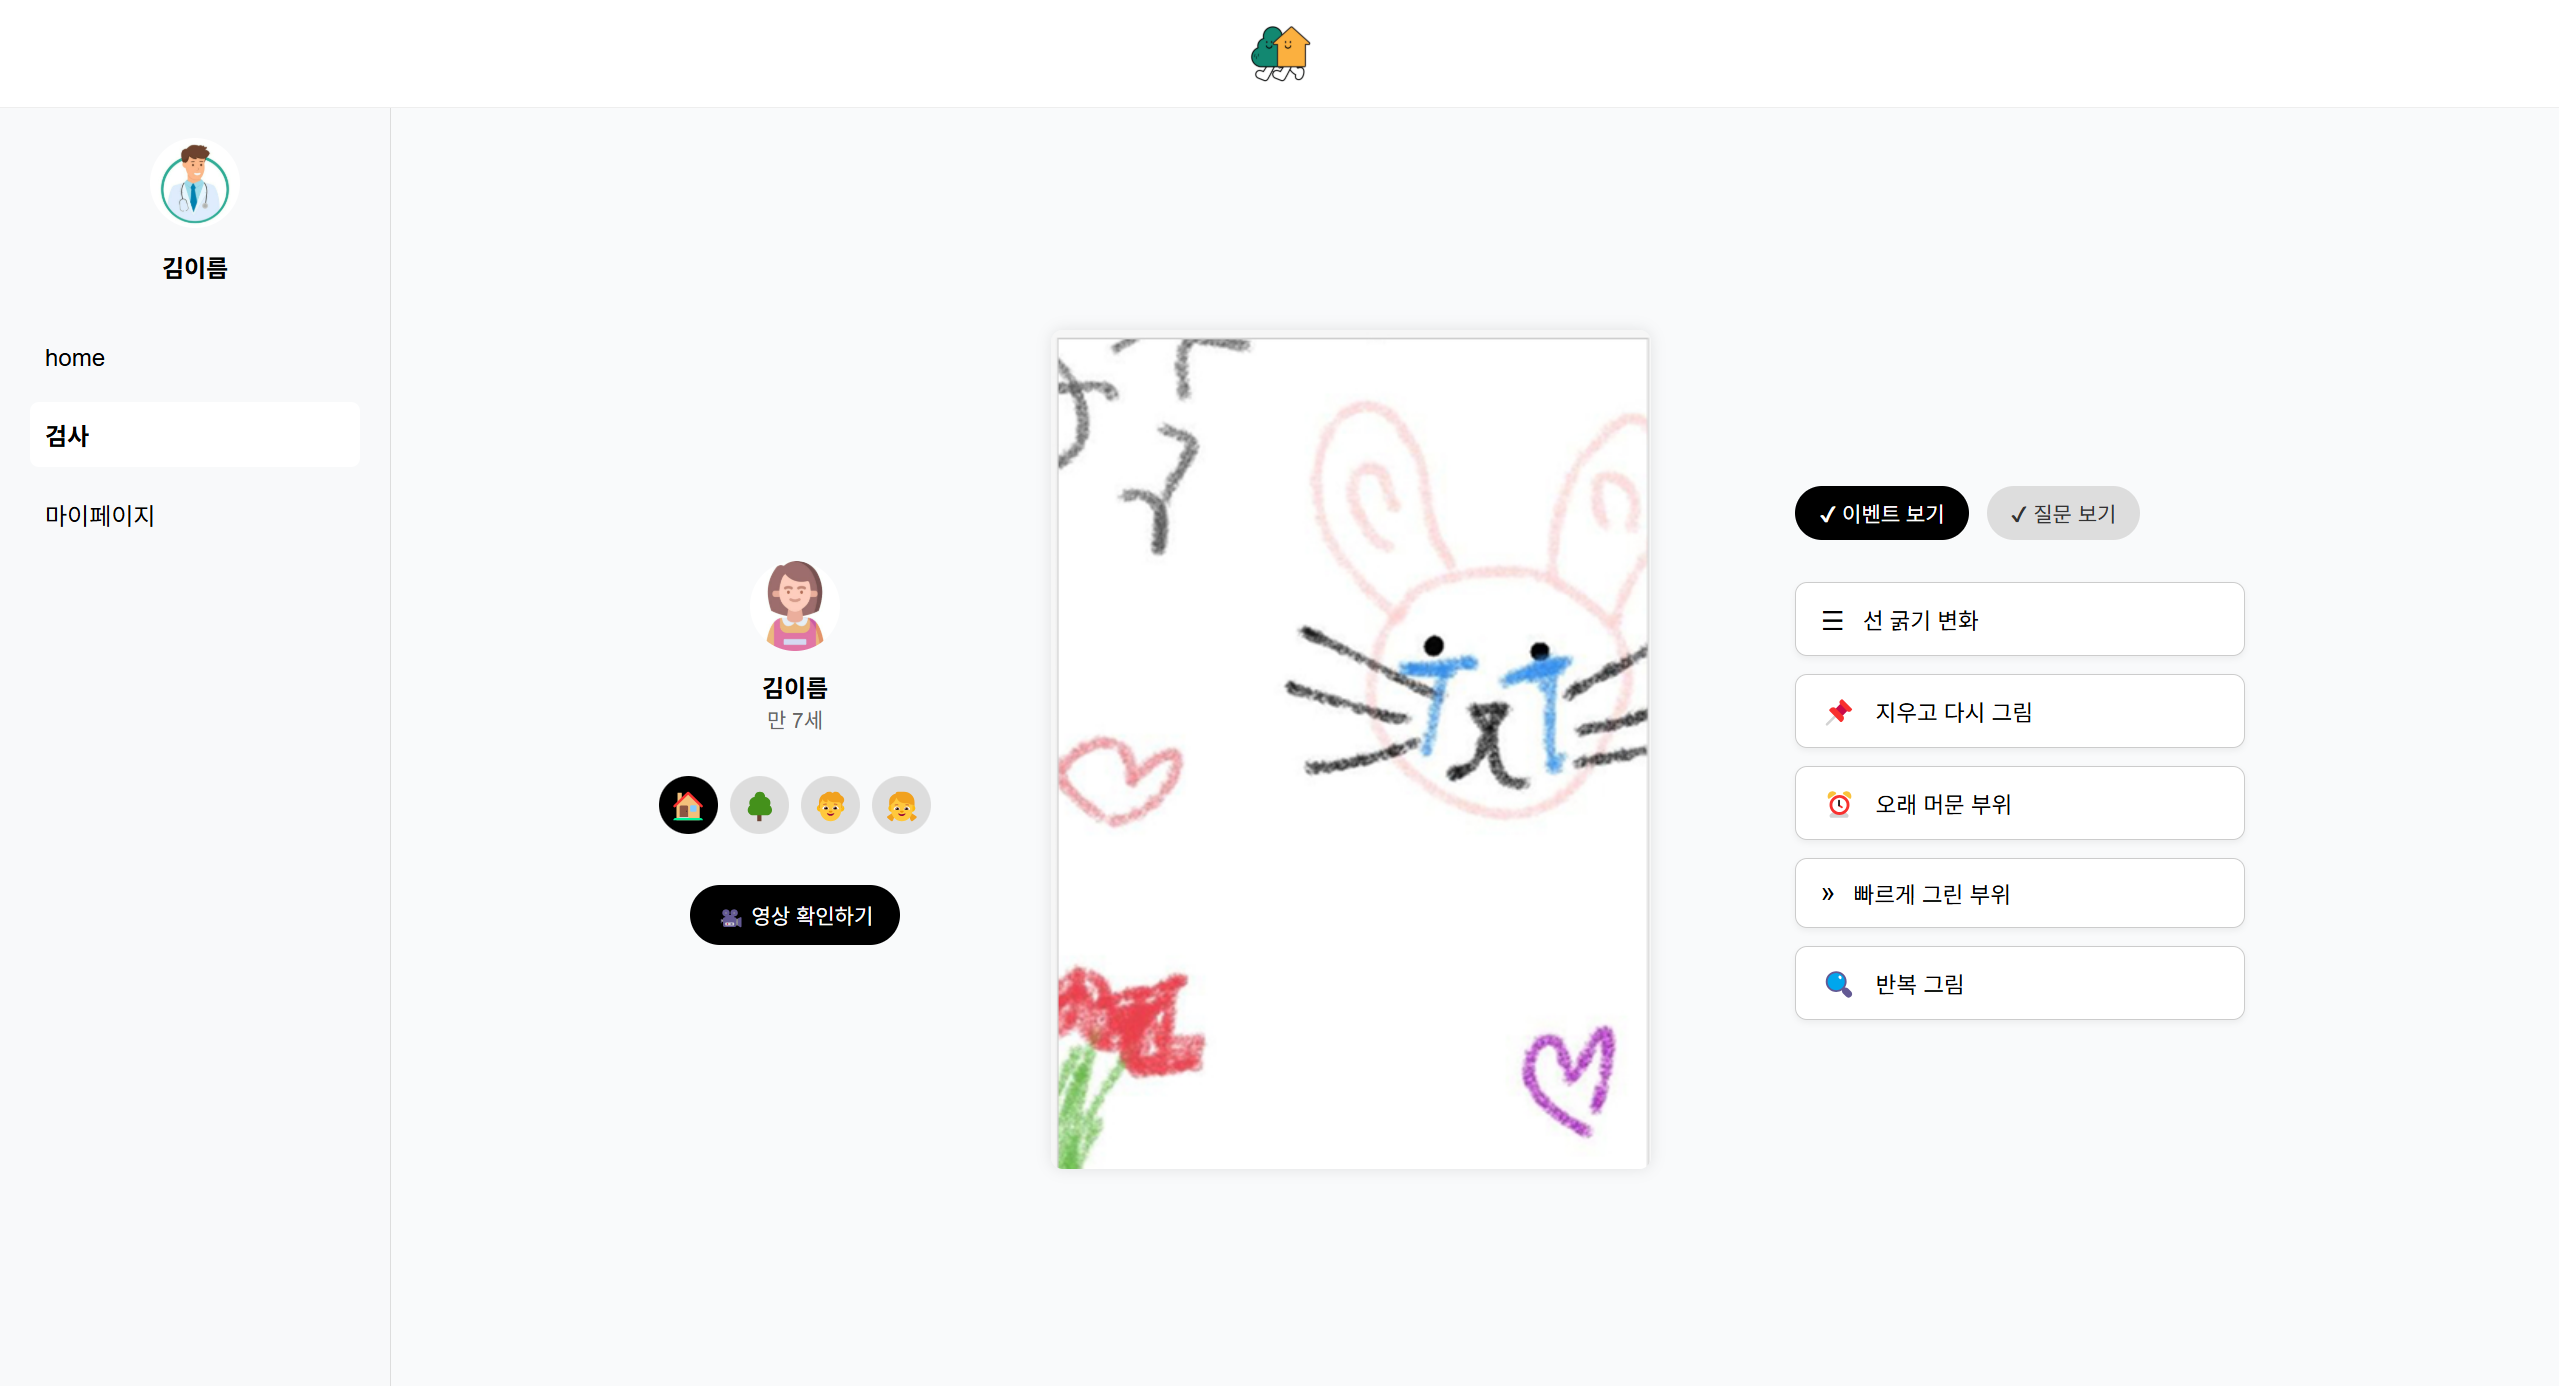 김이름
home
검사
마이페이지
김이름
만 7세
영상 확인하기
✓ 이벤트 보기
✓ 질문 보기
☰ 선 굵기 변화
지우고 다시 그림
오래 머문 부위
» 빠르게 그린 부위
반복 그림